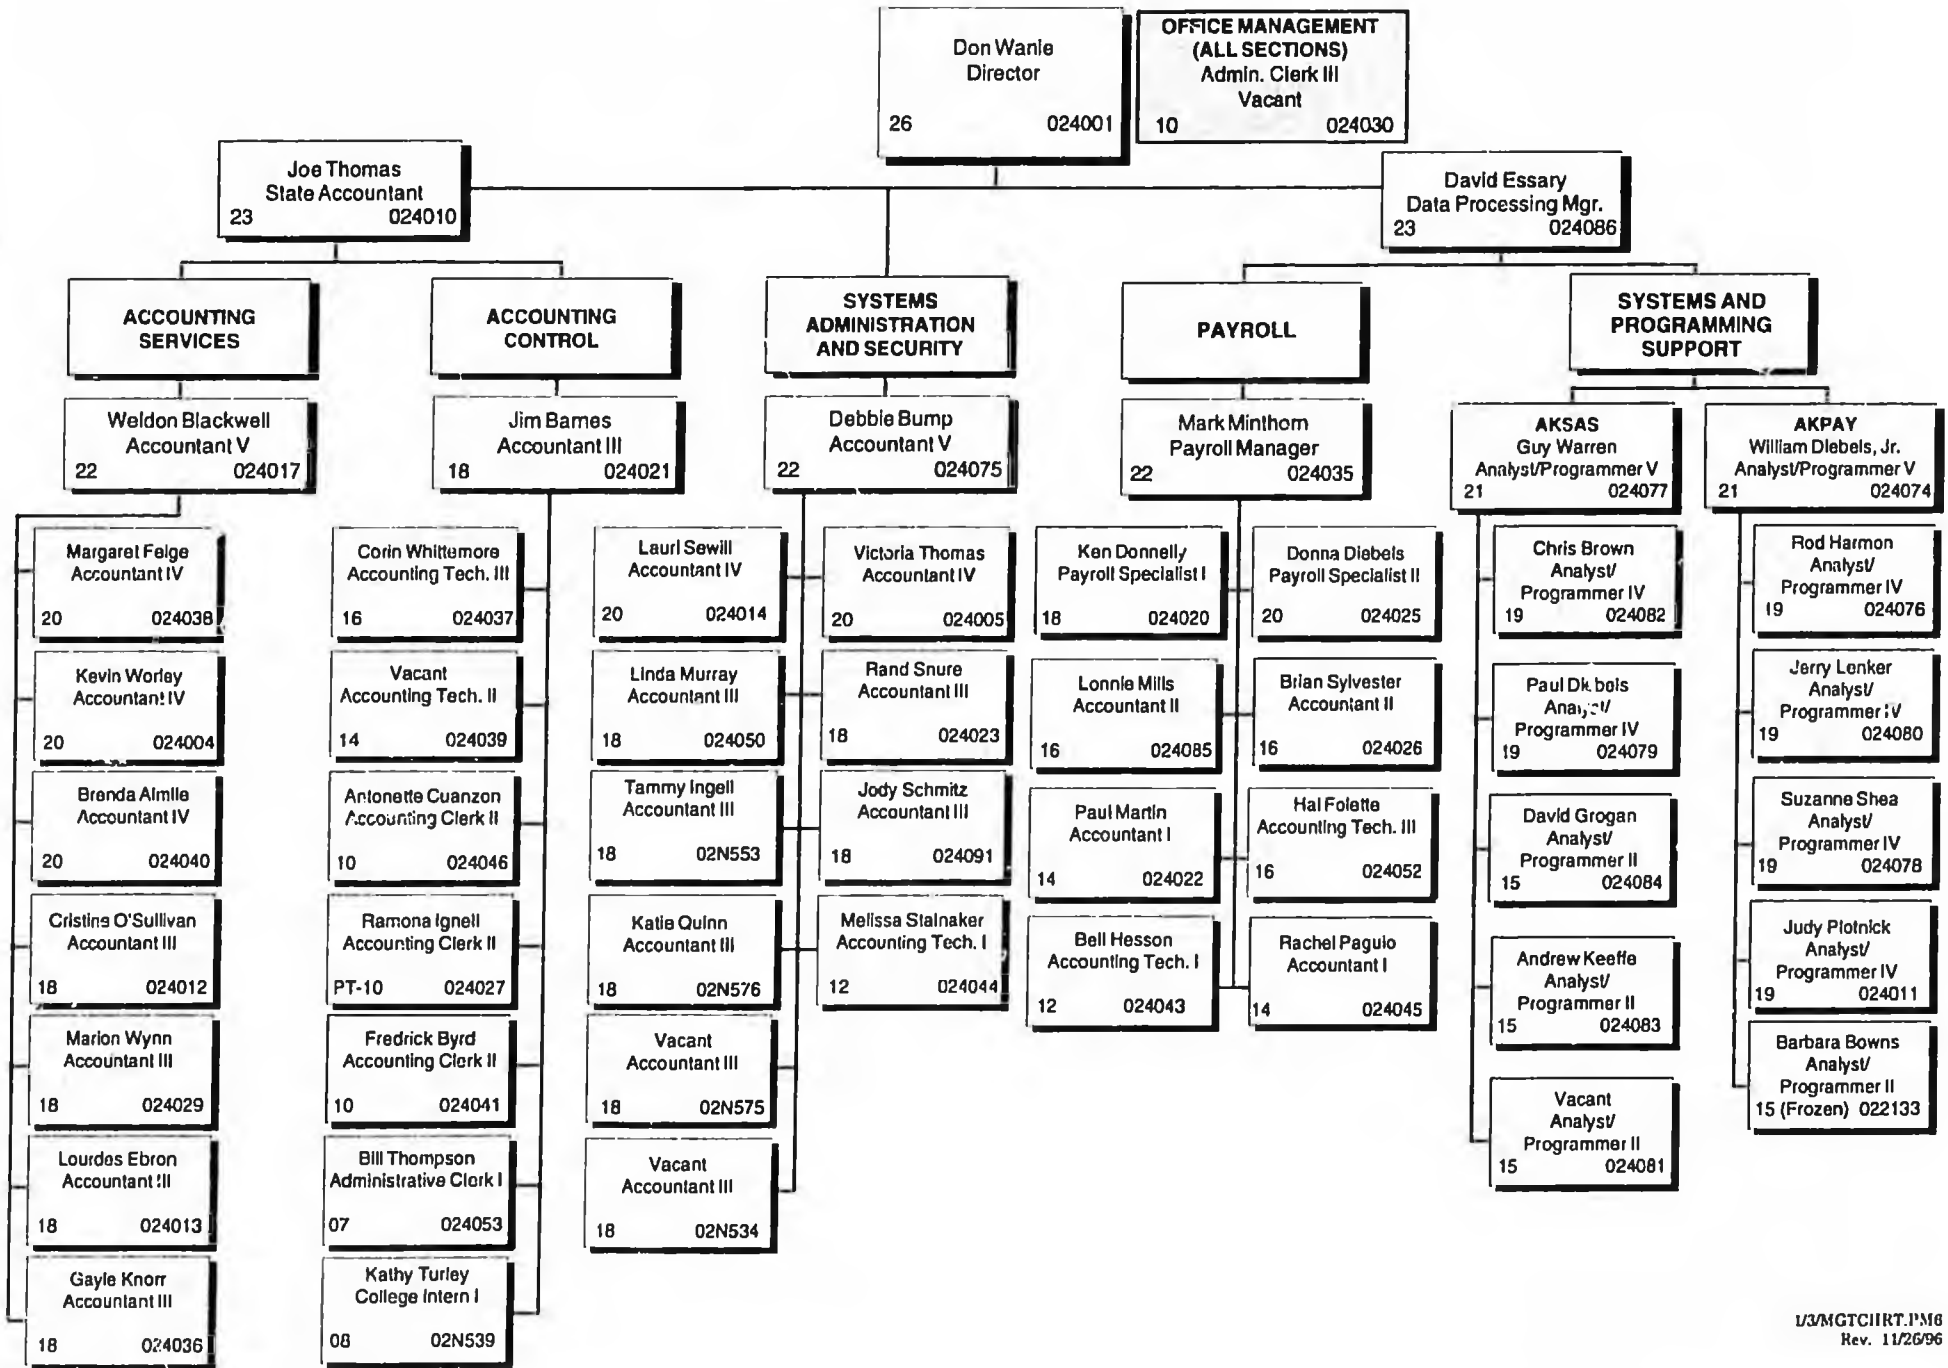 Don Wanie
Director
26 024001
OFFICE MANAGEMENT
(ALL SECTIONS)
Admin. Clerk III
Vacant
10 024030
Joe Thomas
State Accountant
23 024010
David Essary
Data Processing Mgr.
23 024086
ACCOUNTING
SERVICES
ACCOUNTING
CONTROL
SYSTEMS
ADMINISTRATION
AND SECURITY
PAYROLL
SYSTEMS AND
PROGRAMMING
SUPPORT
Weldon Blackwell
Accountant V
22 024017
Jim Barnes
Accountant III
18 024021
Debbie Bump
Accountant V
22 024075
Mark Minthorn
Payroll Manager
22 024035
AKSAS
Guy Warren
Analyst/Programmer V
21 024077
AKPAY
William Diebels, Jr.
Analyst/Programmer V
21 024074
Margaret Feige
Accountant IV
20 024038
Kevin Worley
Accountant IV
20 024004
Brenda Almlie
Accountant IV
20 024040
Cristine O'Sullivan
Accountant III
18 024012
Marion Wynn
Accountant III
18 024029
Lourdes Ebron
Accountant III
18 024013
Gayle Knorr
Accountant III
18 024036
Corin Whittemore
Accounting Tech. III
16 024037
Vacant
Accounting Tech. II
14 024039
Antonette Cuanzon
Accounting Clerk II
10 024046
Ramona Ignell
Accounting Clerk II
PT-10 024027
Fredrick Byrd
Accounting Clerk II
10 024041
Bill Thompson
Administrative Clerk I
07 024053
Kathy Turley
College Intern I
08 02N539
Lauri Sewill
Accountant IV
20 024014
Linda Murray
Accountant III
18 024050
Tammy Ingell
Accountant III
18 02N553
Katie Quinn
Accountant III
18 02N576
Vacant
Accountant III
18 02N575
Vacant
Accountant III
18 02N534
Victoria Thomas
Accountant IV
20 024005
Rand Snure
Accountant III
18 024023
Jody Schmitz
Accountant III
18 024091
Melissa Stalnaker
Accounting Tech. I
12 024044
Ken Donnelly
Payroll Specialist I
18 024020
Lonnie Mills
Accountant II
16 024085
Paul Martin
Accountant I
14 024022
Bell Hesson
Accounting Tech. I
12 024043
Donna Diebels
Payroll Specialist II
20 024025
Brian Sylvester
Accountant II
16 024026
Hal Folette
Accounting Tech. III
16 024052
Rachel Paguio
Accountant I
14 024045
Chris Brown
Analyst/
Programmer IV
19 024082
Paul Diebels
Analyst/
Programmer IV
19 024079
David Grogan
Analyst/
Programmer II
15 024084
Andrew Keeffe
Analyst/
Programmer II
15 024083
Vacant
Analyst/
Programmer II
15 024081
Rod Harmon
Analyst/
Programmer IV
19 024076
Jerry Lenker
Analyst/
Programmer IV
19 024080
Suzanne Shea
Analyst/
Programmer IV
19 024078
Judy Plotnick
Analyst/
Programmer IV
19 024011
Barbara Bowns
Analyst/
Programmer II
15 (Frozen) 022133
1/3/MGTCHRT.PM6
Rev. 11/26/96